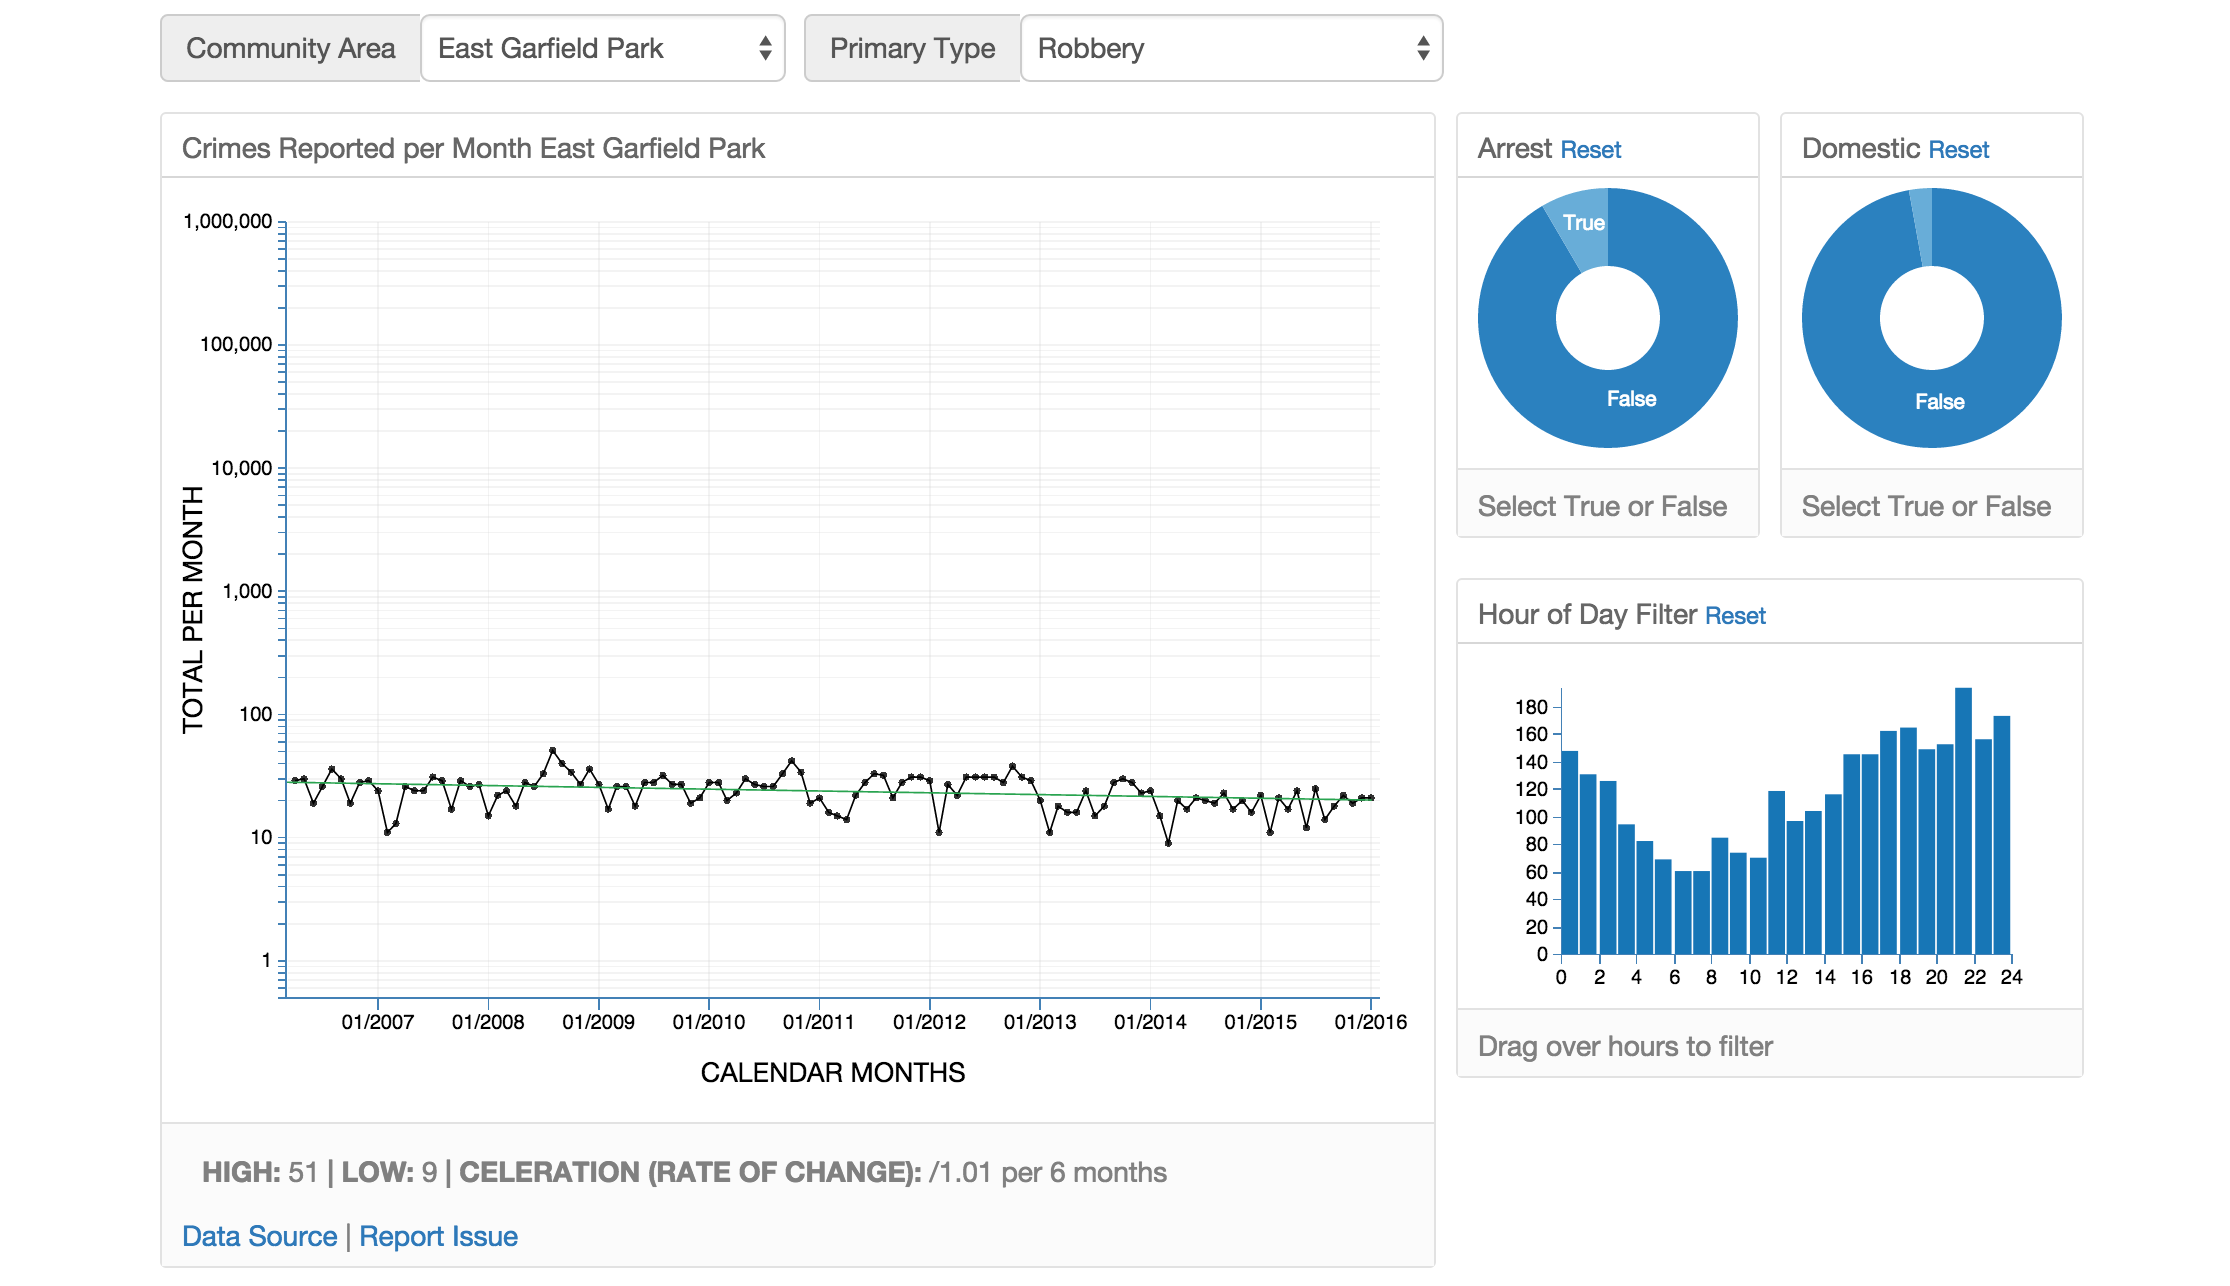 Community Area East Garfield Park Primary Type Robbery
Crimes Reported per Month East Garfield Park
1,000,000
100,000
10,000
1,000
100
10
1
TOTAL PER MONTH
01/2007 01/2008 01/2009 01/2010 01/2011 01/2012 01/2013 01/2014 01/2015 01/2016
CALENDAR MONTHS
HIGH: 51 | LOW: 9 | CELERATION (RATE OF CHANGE): /1.01 per 6 months
Data Source | Report Issue
Arrest Reset
True
False
Select True or False
Domestic Reset
False
Select True or False
Hour of Day Filter Reset
180
160
140
120
100
80
60
40
20
0
0 2 4 6 8 10 12 14 16 18 20 22 24
Drag over hours to filter